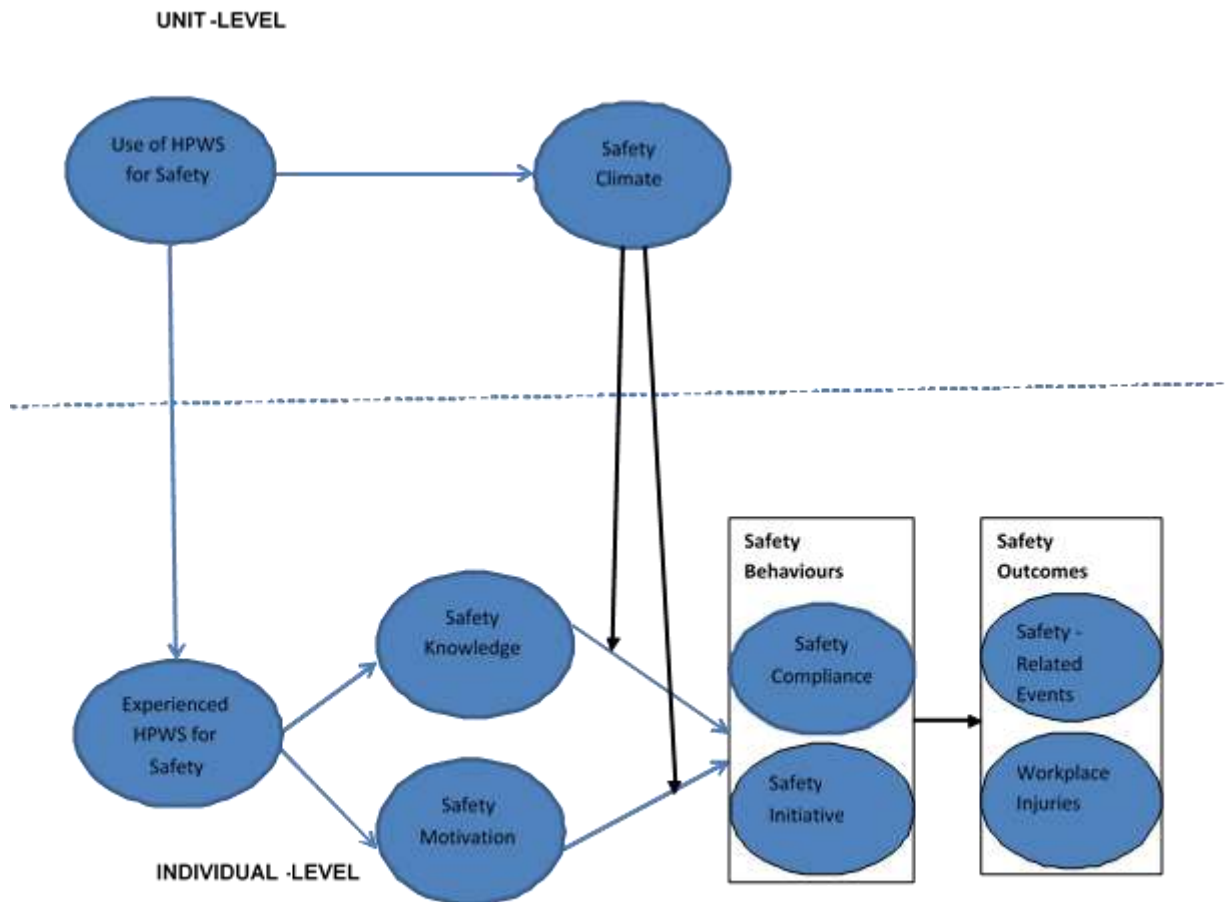 UNIT -LEVEL
Use of HPWS
for Safety
Safety
Climate
Safety
Behaviours
Safety
Outcomes
Safety
Knowledge
Safety
Compliance
Safety -
Related
Events
Experienced
HPWS for
Safety
Safety
Motivation
Safety
Initiative
Workplace
Injuries
INDIVIDUAL -LEVEL